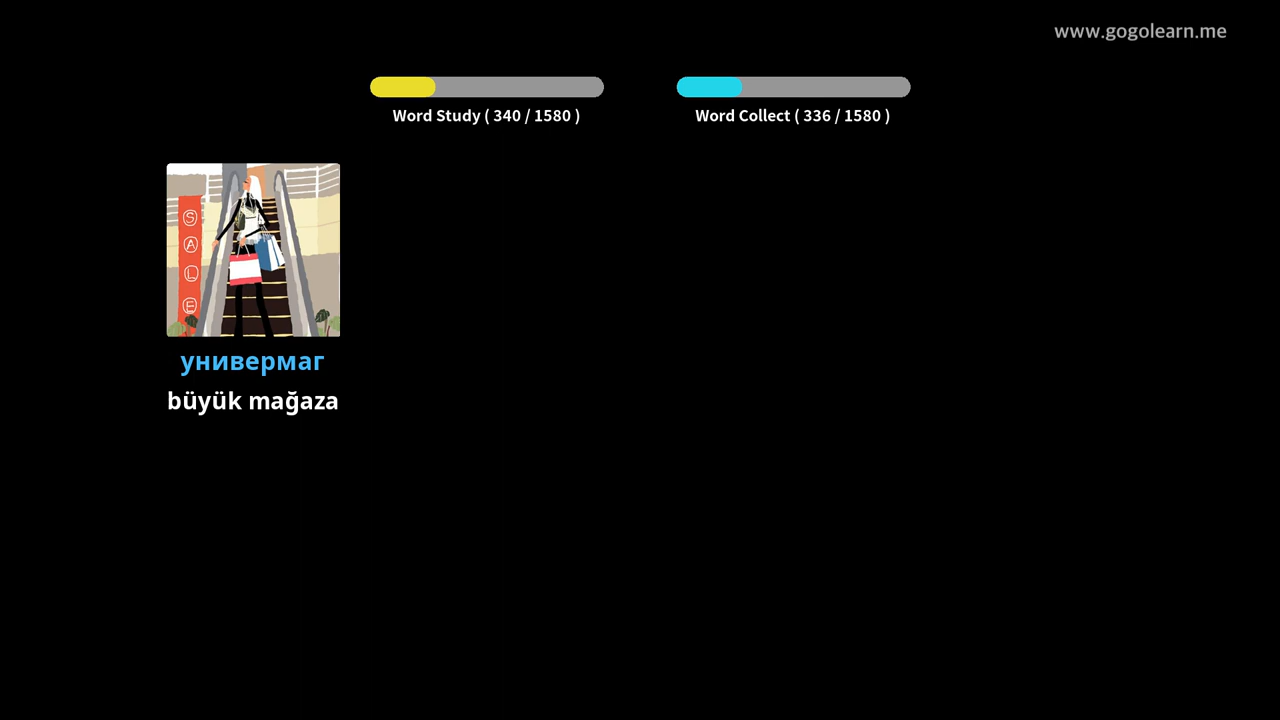 www.gogolearn.me
Word Study ( 340 / 1580 )
Word Collect ( 336 / 1580 )
SALE
универмаг
büyük mağaza